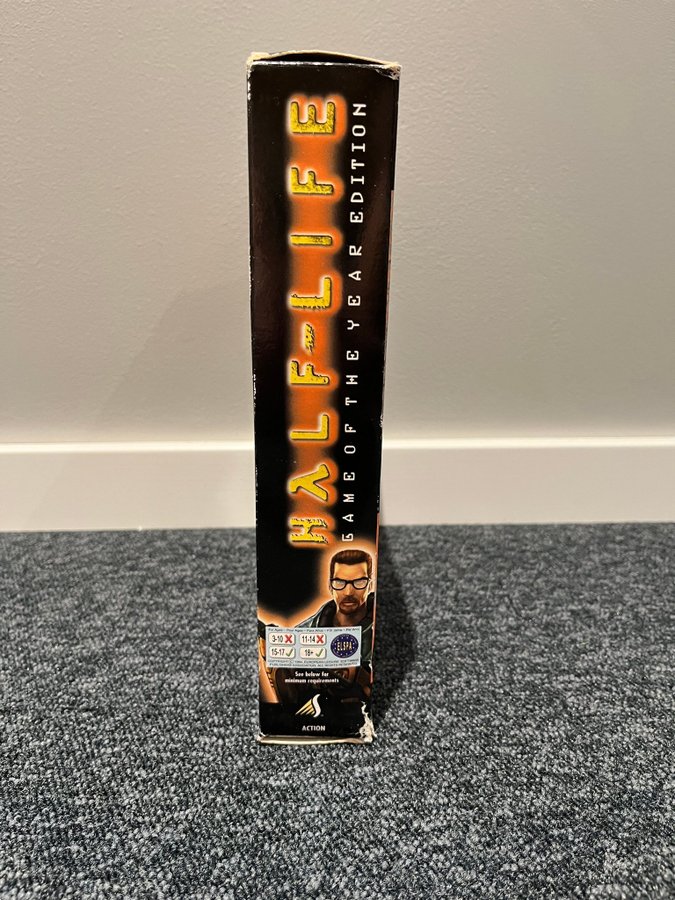 HλLF-LIFE
GAME OF THE YEAR EDITION
3-10 11-14
15-17 18+
ELSPA
See below for
minimum requirements
ACTION